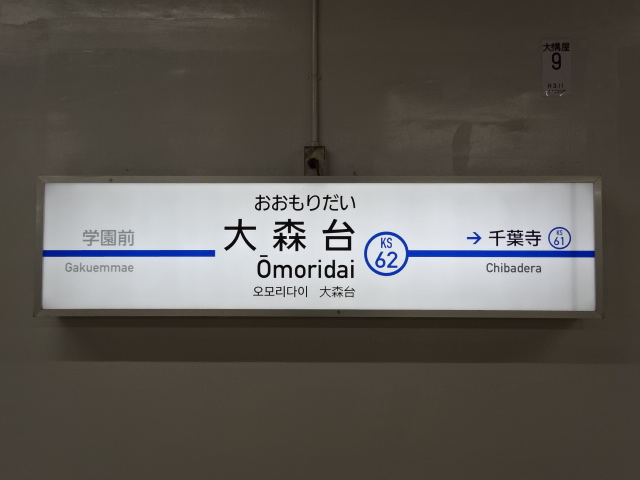 大構屋
9
おおもりだい
大森台
KS
62
Ōmoridai
오모리다이 大森台
学園前
Gakuemmae
→ 千葉寺
KS
61
Chibadera